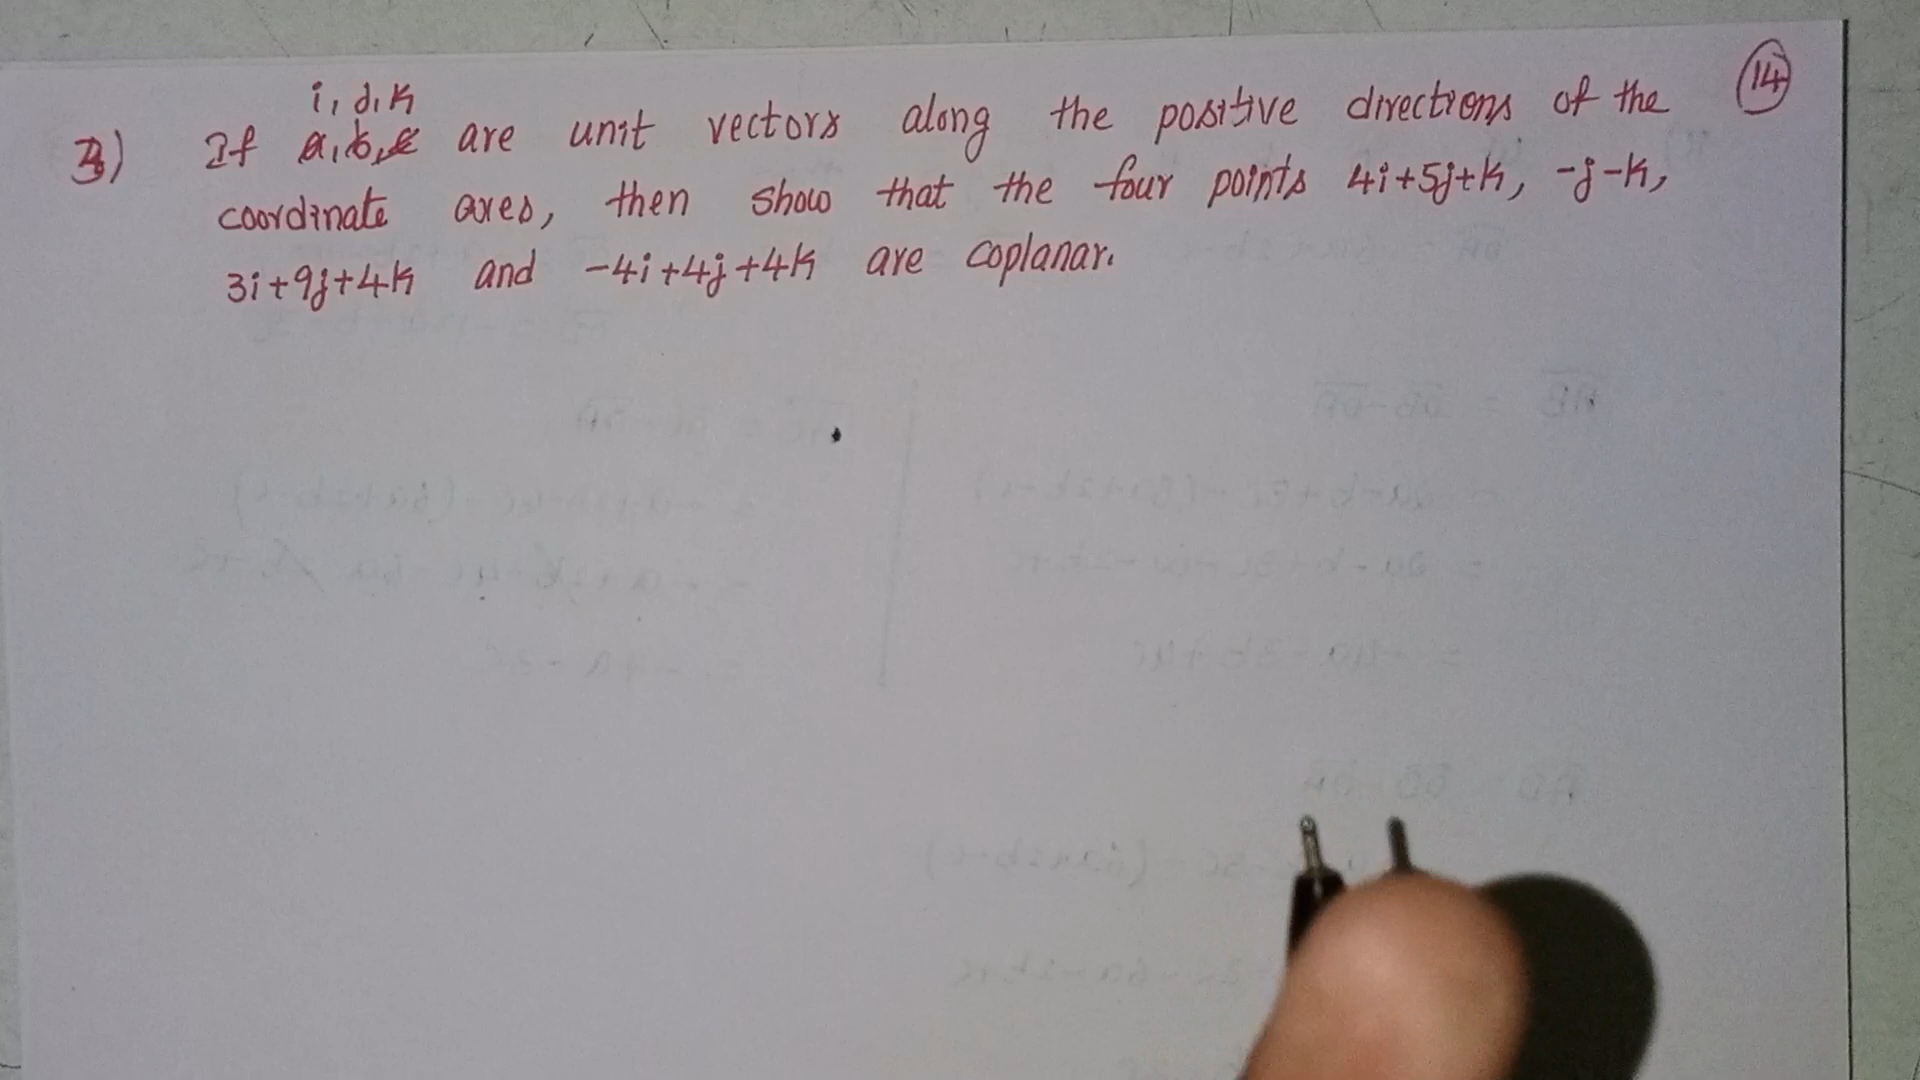 14
i, j, k
3) If a, b, c are unit vectors along the positive directions of the
coordinate axes, then show that the four points 4i+5j+k, -j-k,
3i+9j+4k and -4i+4j+4k are coplanar.